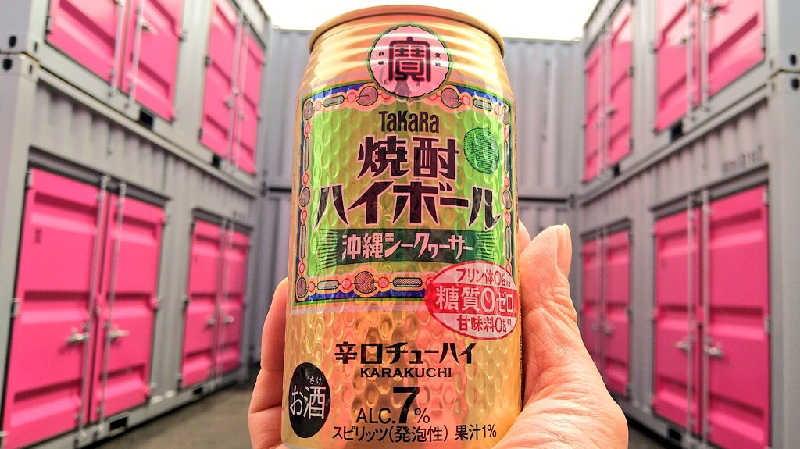 寳
TaKaRa
焼酎
ハイボール
沖縄シークヮーサー
プリン体0
糖質0ゼロ
甘味料0
辛口チューハイ
KARAKUCHI
お酒
ALC.7%
スピリッツ(発泡性) 果汁1%